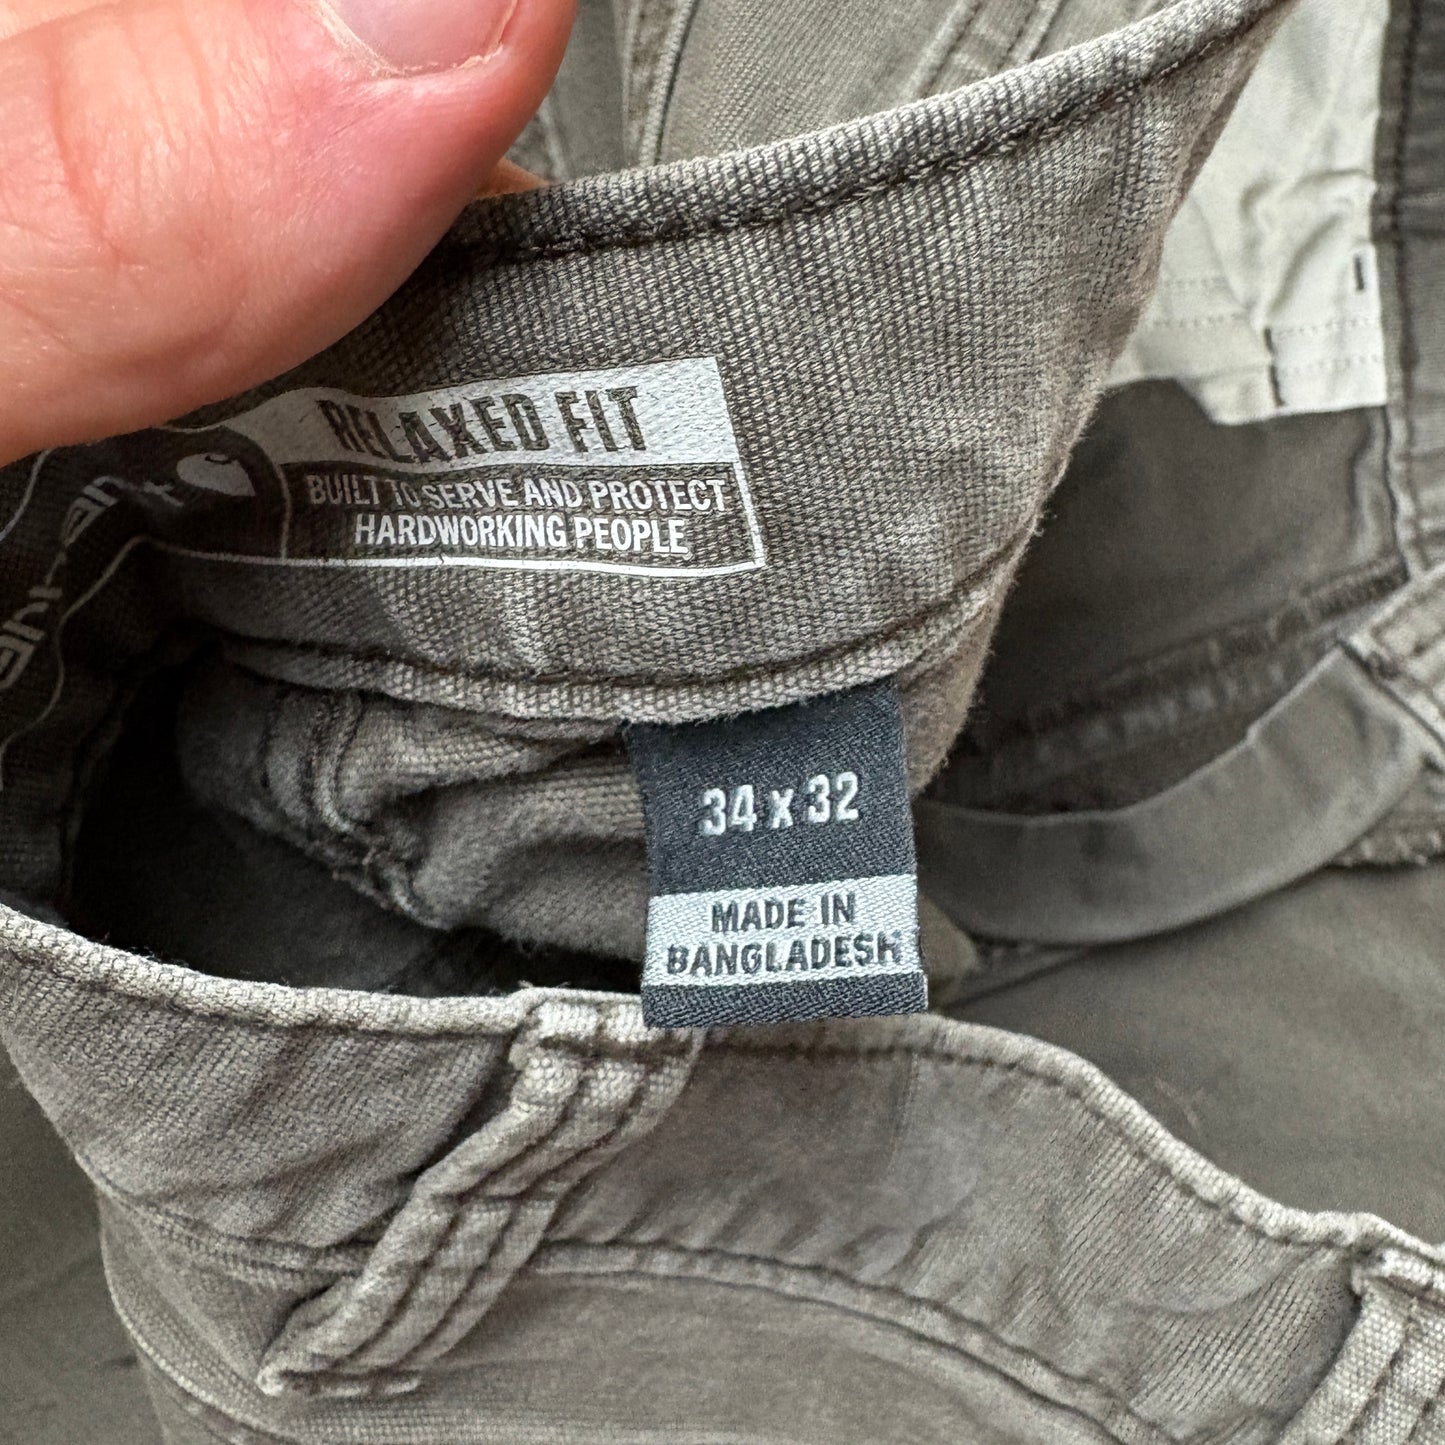 RELAXED FIT
BUILT TO SERVE AND PROTECT
HARDWORKING PEOPLE
34 x 32
MADE IN
BANGLADESH